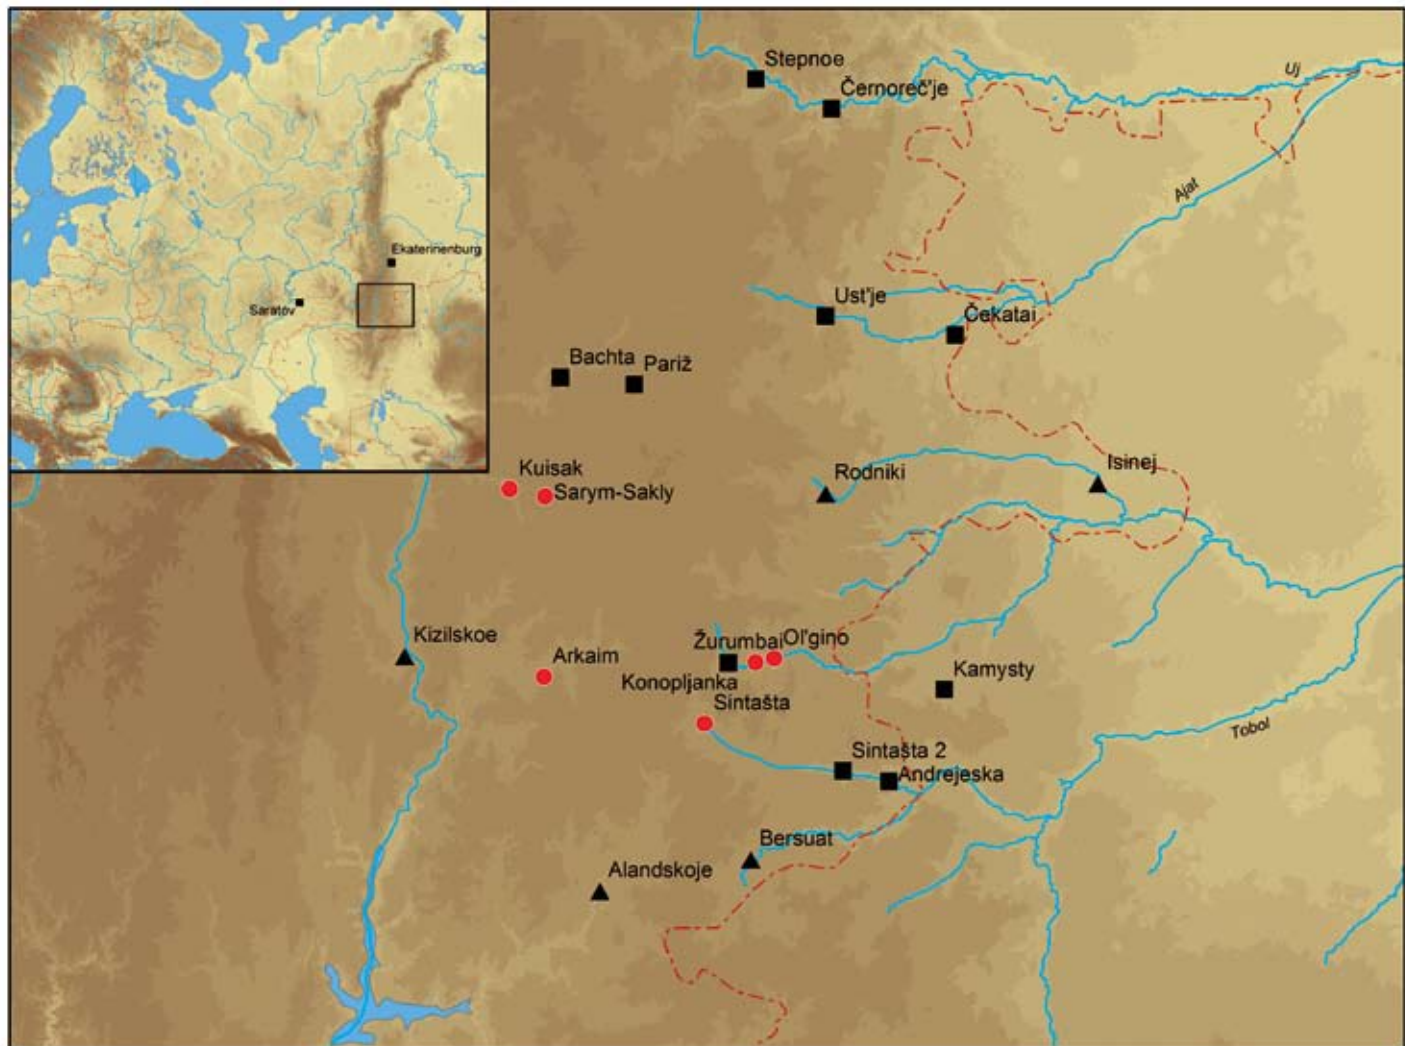 Stepnoe
Černoreč'je
Uj
Ajat
Ekaterinenburg
Saratov
Ust'je
Čekatai
Bachta
Pariž
Kuisak
Sarym-Sakly
Rodniki
Isinej
Kizilskoe
Arkaim
Žurumbai
Ol'gino
Konopljanka
Kamysty
Sintašta
Tobol
Sintašta 2
Andrejeska
Bersuat
Alandskoje